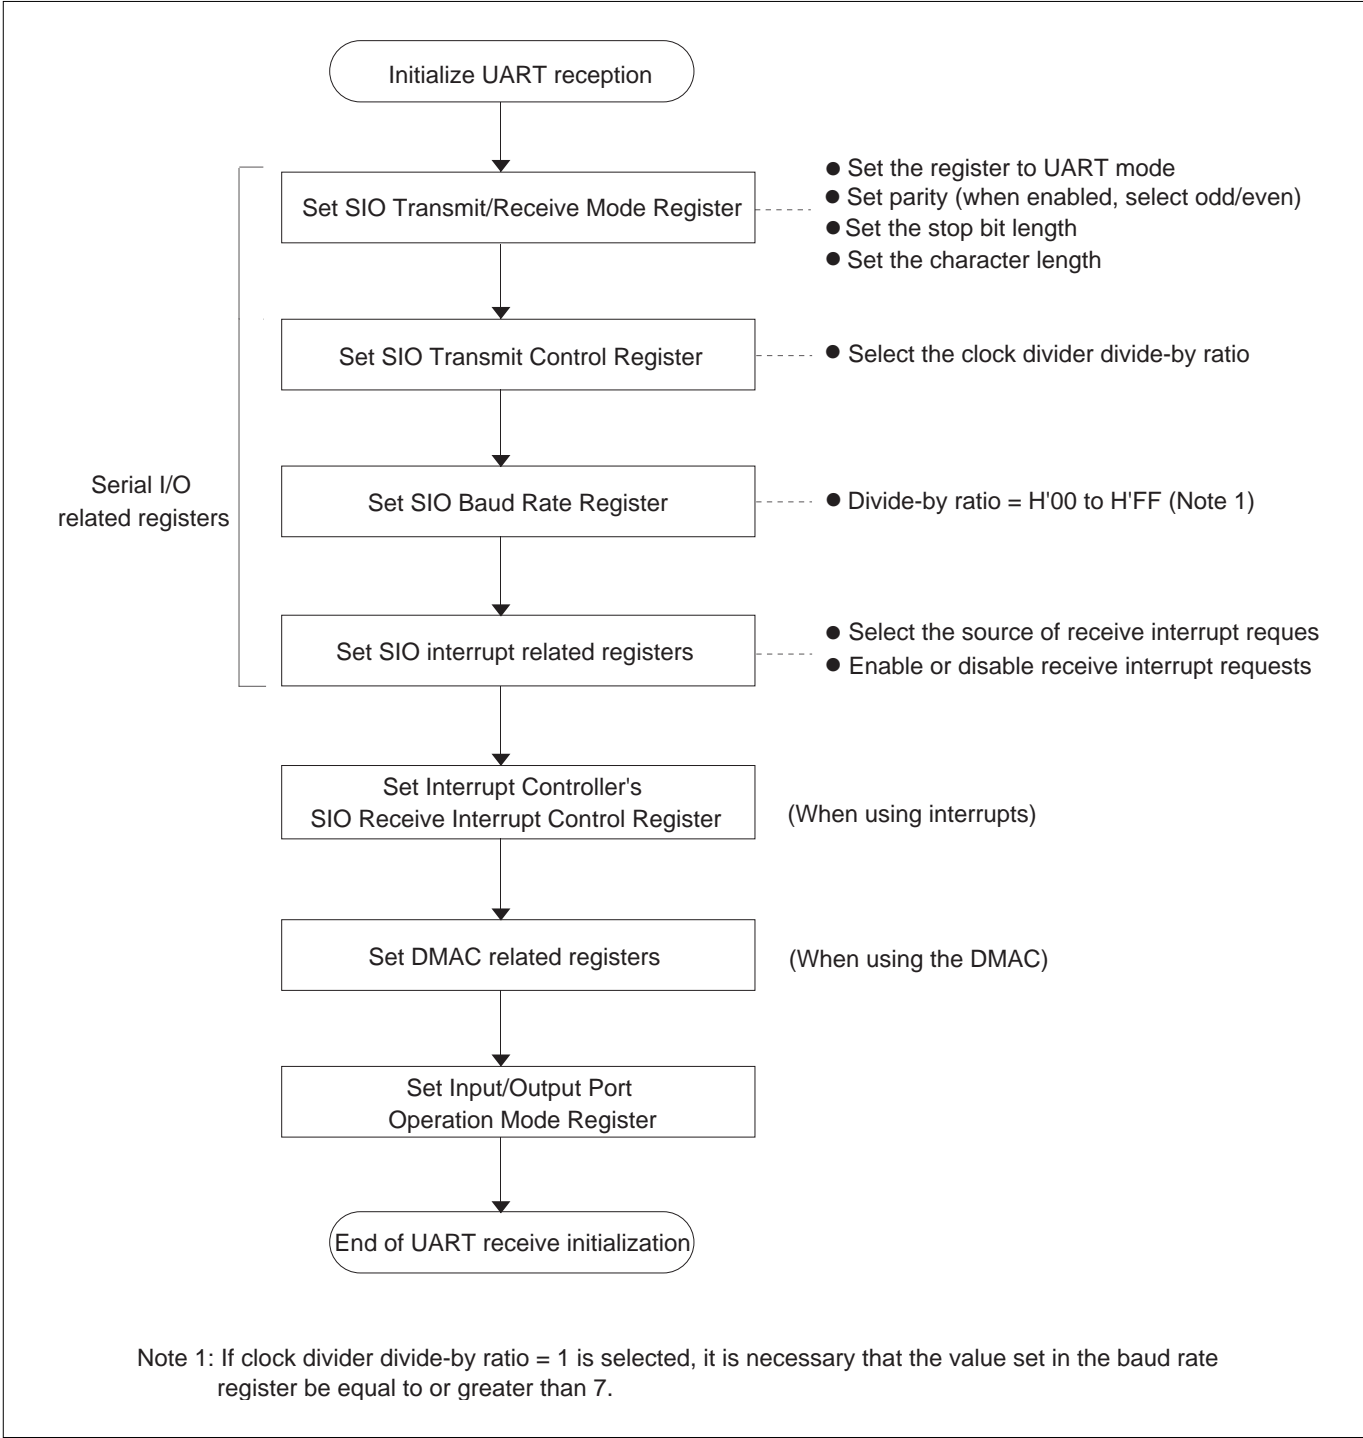 Initialize UART reception
Set SIO Transmit/Receive Mode Register
● Set the register to UART mode
● Set parity (when enabled, select odd/even)
● Set the stop bit length
● Set the character length
Set SIO Transmit Control Register
● Select the clock divider divide-by ratio
Serial I/O
related registers
Set SIO Baud Rate Register
● Divide-by ratio = H'00 to H'FF (Note 1)
Set SIO interrupt related registers
● Select the source of receive interrupt reques
● Enable or disable receive interrupt requests
Set Interrupt Controller's
SIO Receive Interrupt Control Register
(When using interrupts)
Set DMAC related registers
(When using the DMAC)
Set Input/Output Port
Operation Mode Register
End of UART receive initialization
Note 1: If clock divider divide-by ratio = 1 is selected, it is necessary that the value set in the baud rate
register be equal to or greater than 7.